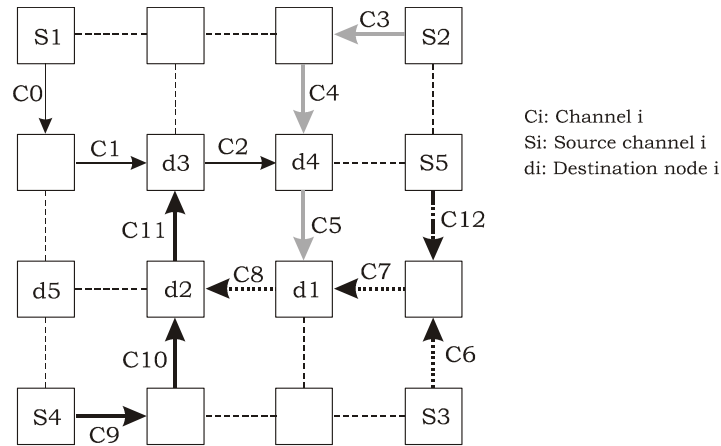 S1
C3
S2
C0
C4
Ci: Channel i
Si: Source channel i
di: Destination node i
C1
d3
C2
d4
S5
C11
C5
C12
d5
d2
C8
d1
C7
C10
C6
S4
C9
S3